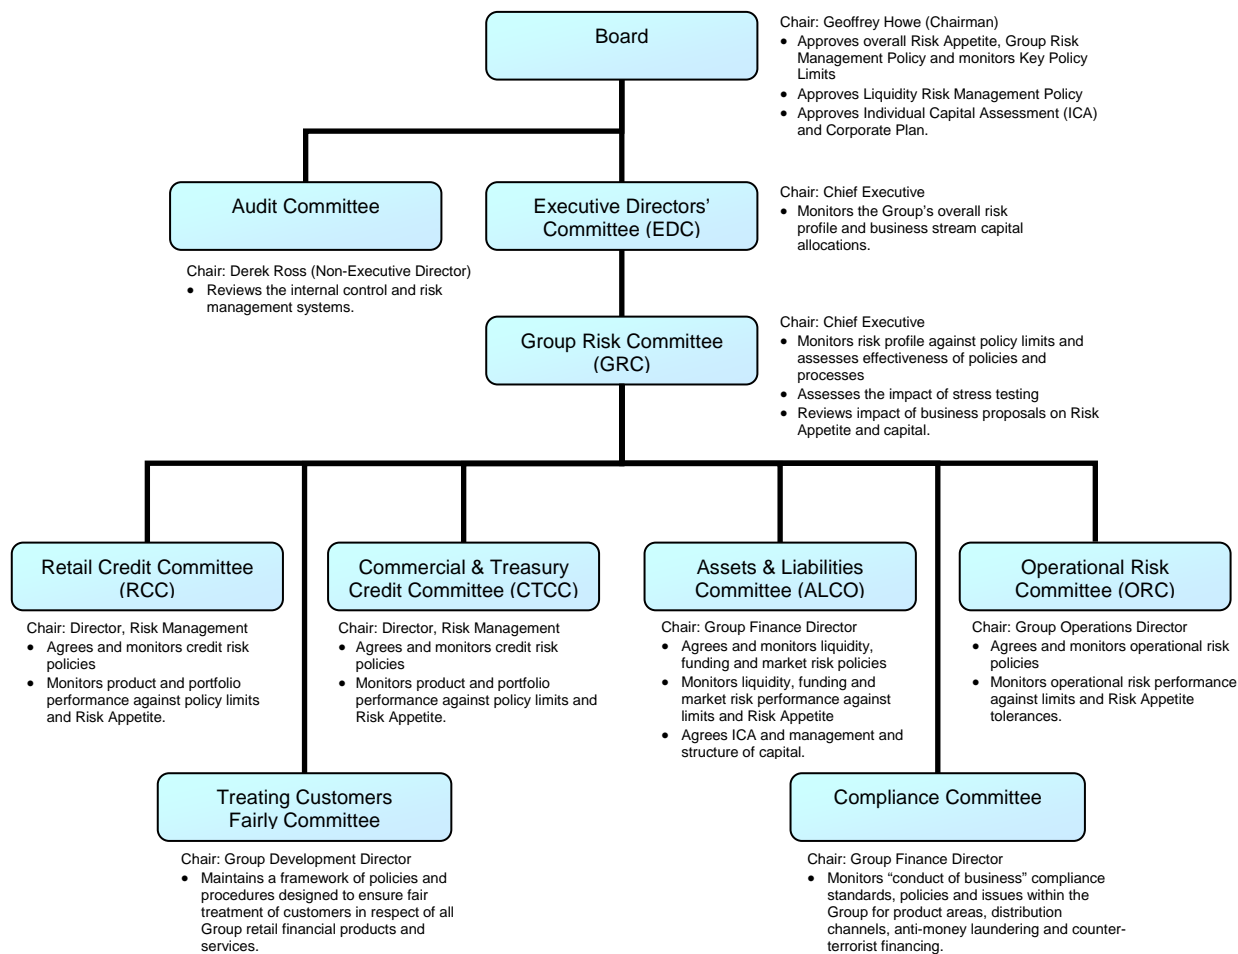 Board
Chair: Geoffrey Howe (Chairman)
• Approves overall Risk Appetite, Group Risk
Management Policy and monitors Key Policy
Limits
• Approves Liquidity Risk Management Policy
• Approves Individual Capital Assessment (ICA)
and Corporate Plan.
Audit Committee
Chair: Derek Ross (Non-Executive Director)
• Reviews the internal control and risk
management systems.
Executive Directors’
Committee (EDC)
Chair: Chief Executive
• Monitors the Group’s overall risk
profile and business stream capital
allocations.
Group Risk Committee
(GRC)
Chair: Chief Executive
• Monitors risk profile against policy limits and
assesses effectiveness of policies and
processes
• Assesses the impact of stress testing
• Reviews impact of business proposals on Risk
Appetite and capital.
Retail Credit Committee
(RCC)
Chair: Director, Risk Management
• Agrees and monitors credit risk
policies
• Monitors product and portfolio
performance against policy limits
and Risk Appetite.
Commercial & Treasury
Credit Committee (CTCC)
Chair: Director, Risk Management
• Agrees and monitors credit risk
policies
• Monitors product and portfolio
performance against policy limits and
Risk Appetite.
Assets & Liabilities
Committee (ALCO)
Chair: Group Finance Director
• Agrees and monitors liquidity,
funding and market risk policies
• Monitors liquidity, funding and
market risk performance against
limits and Risk Appetite
• Agrees ICA and management and
structure of capital.
Operational Risk
Committee (ORC)
Chair: Group Operations Director
• Agrees and monitors operational risk
policies
• Monitors operational risk performance
against limits and Risk Appetite
tolerances.
Treating Customers
Fairly Committee
Chair: Group Development Director
• Maintains a framework of policies and
procedures designed to ensure fair
treatment of customers in respect of all
Group retail financial products and
services.
Compliance Committee
Chair: Group Finance Director
• Monitors “conduct of business” compliance
standards, policies and issues within the
Group for product areas, distribution
channels, anti-money laundering and counter-
terrorist financing.